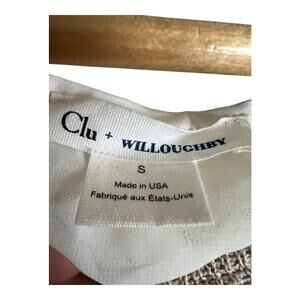 Clu + WILLOUGHBY
S
Made in USA
Fabriqué aux États-Unis